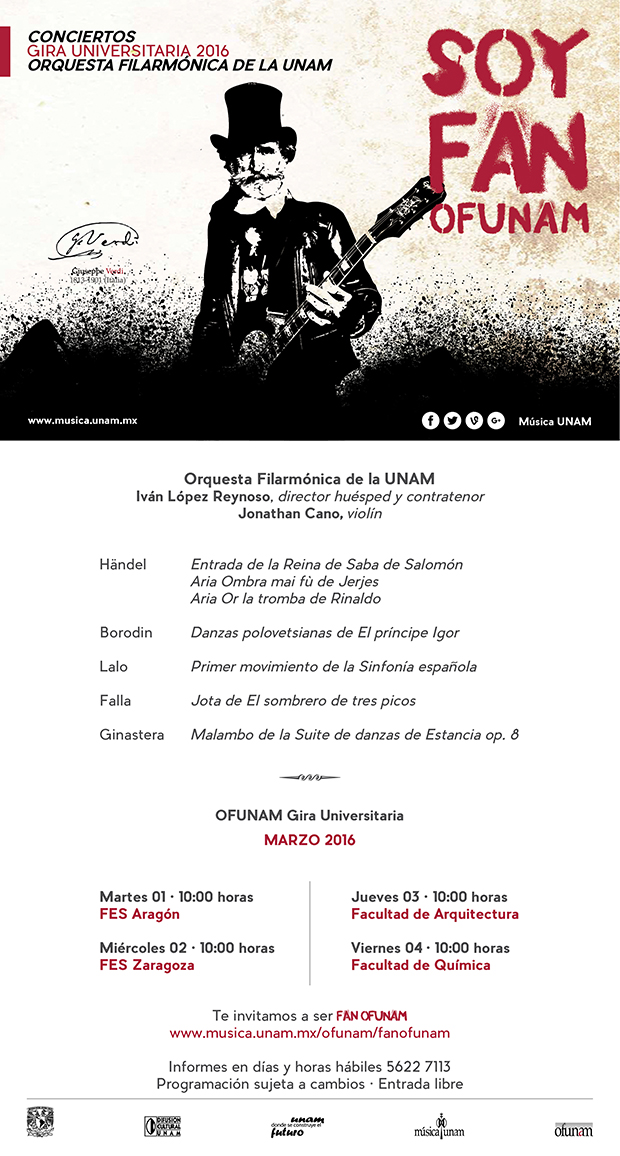 CONCIERTOS
GIRA UNIVERSITARIA 2016
ORQUESTA FILARMÓNICA DE LA UNAM
SOY
FAN
OFUNAM
G. Verdi
Giuseppe Verdi
1813-1901 (Italia)
www.musica.unam.mx
Música UNAM
Orquesta Filarmónica de la UNAM
Iván López Reynoso, director huésped y contratenor
Jonathan Cano, violín
Händel Entrada de la Reina de Saba de Salomón
Aria Ombra mai fù de Jerjes
Aria Or la tromba de Rinaldo
Borodin Danzas polovetsianas de El príncipe Igor
Lalo Primer movimiento de la Sinfonía española
Falla Jota de El sombrero de tres picos
Ginastera Malambo de la Suite de danzas de Estancia op. 8
OFUNAM Gira Universitaria
MARZO 2016
Martes 01 · 10:00 horas
FES Aragón
Miércoles 02 · 10:00 horas
FES Zaragoza
Jueves 03 · 10:00 horas
Facultad de Arquitectura
Viernes 04 · 10:00 horas
Facultad de Química
Te invitamos a ser FAN OFUNAM
www.musica.unam.mx/ofunam/fanofunam
Informes en días y horas hábiles 5622 7113
Programación sujeta a cambios · Entrada libre
DIFUSIÓN
CULTURAL
UNAM
unam
donde se construye el
futuro
música unam
ofunam